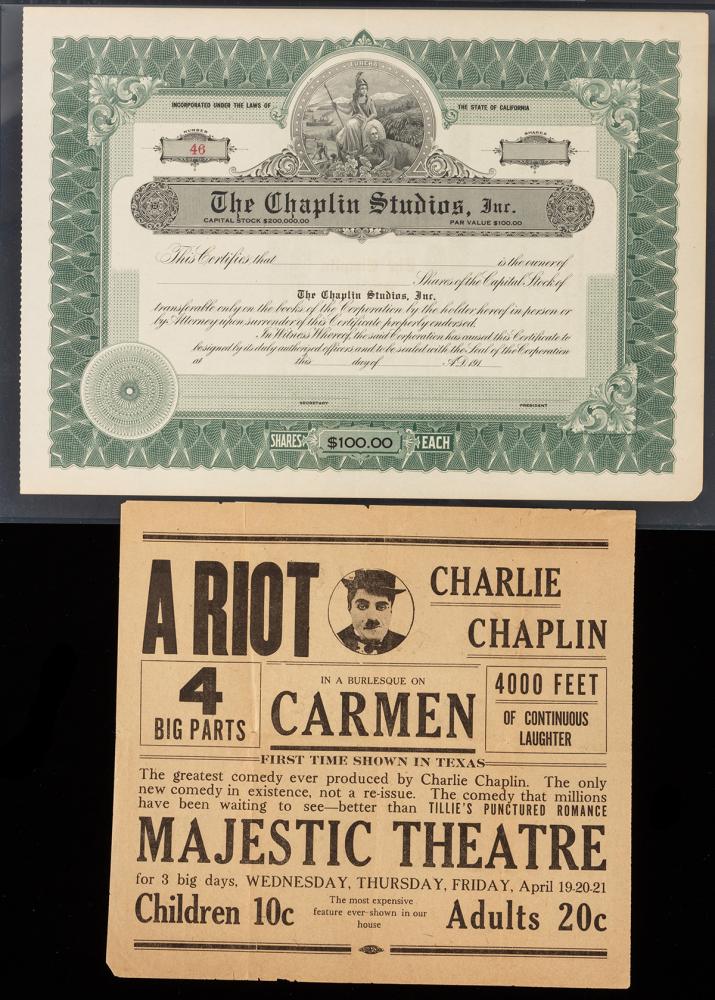 EUREKA
INCORPORATED UNDER THE LAWS OF THE STATE OF CALIFORNIA
NUMBER
46
SHARES
The Chaplin Studios, Inc.
CAPITAL STOCK $200,000.00 PAR VALUE $100.00
This Certifies that is the owner of
Shares of the Capital Stock of
The Chaplin Studios, Inc.
transferable only on the books of the Corporation by the holder hereof in person or
by Attorney upon surrender of this Certificate properly endorsed.
In Witness Whereof, the said Corporation has caused this Certificate to
be signed by its duly authorized officers and to be sealed with the Seal of the Corporation
at this day of A.D. 191
SECRETARY PRESIDENT
SHARES $100.00 EACH
A RIOT
CHARLIE
CHAPLIN
4
BIG PARTS
IN A BURLESQUE ON
CARMEN
4000 FEET
OF CONTINUOUS
LAUGHTER
FIRST TIME SHOWN IN TEXAS
The greatest comedy ever produced by Charlie Chaplin. The only
new comedy in existence, not a re-issue. The comedy that millions
have been waiting to see—better than TILLIE'S PUNCTURED ROMANCE
MAJESTIC THEATRE
for 3 big days, WEDNESDAY, THURSDAY, FRIDAY, April 19-20-21
Children 10c
The most expensive
feature ever shown in our
house
Adults 20c